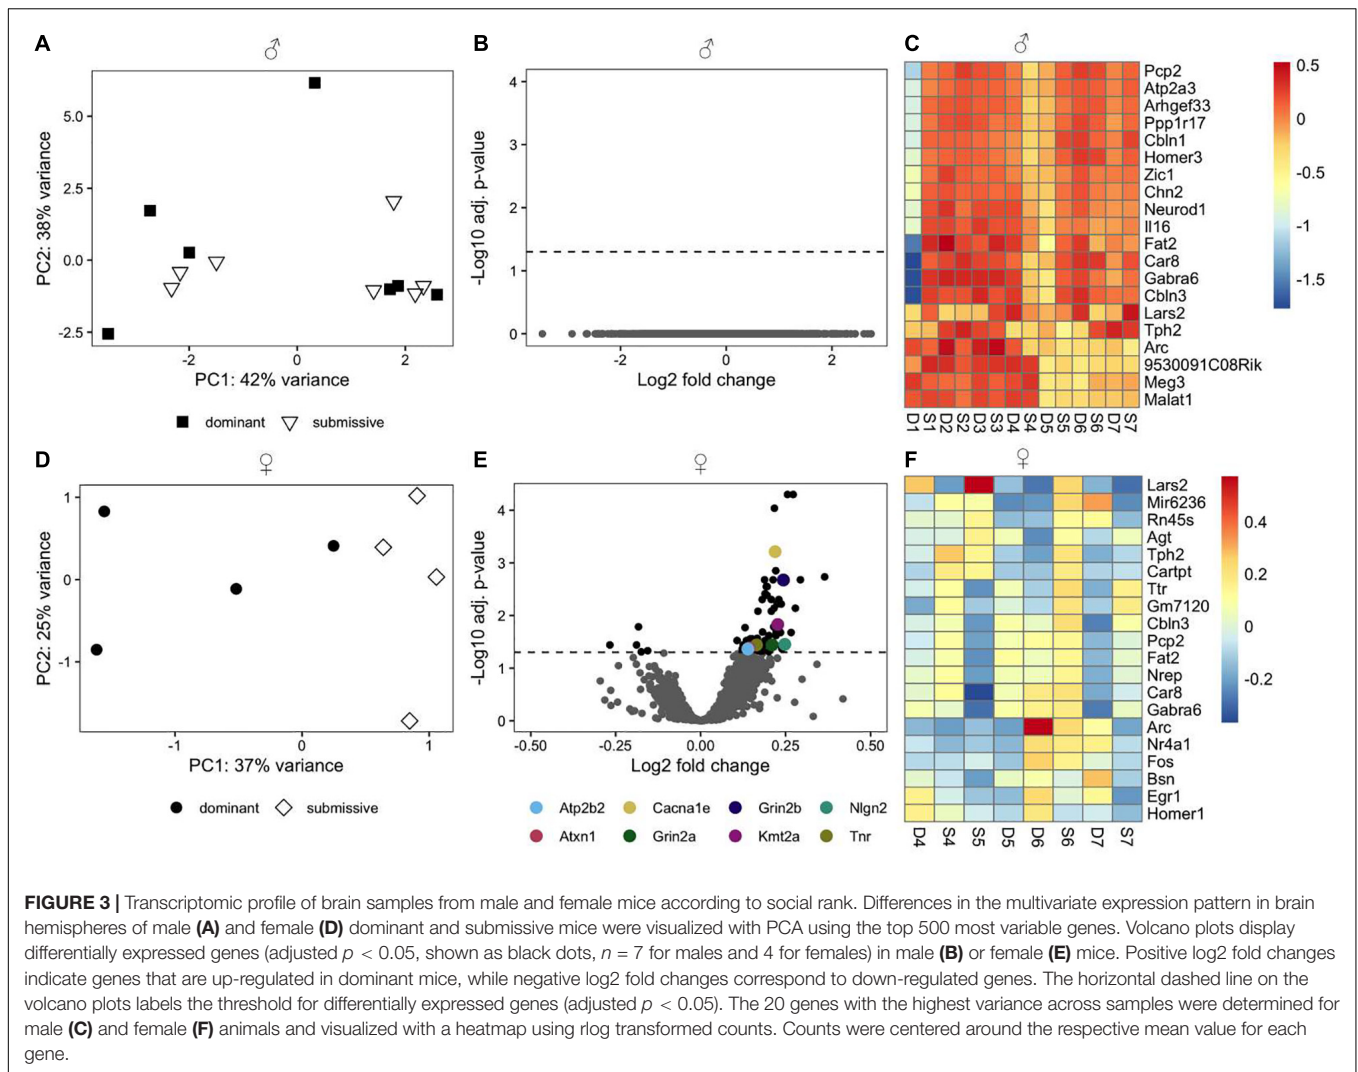 A
♂
PC2: 38% variance
5.0
2.5
0.0
-2.5
-2
0
2
PC1: 42% variance
dominant
submissive
B
♂
-Log10 adj. p-value
4
3
2
1
0
-2
0
2
Log2 fold change
C
♂
Pcp2
Atp2a3
Arhgef33
Ppp1r17
Cbln1
Homer3
Zic1
Chn2
Neurod1
Il16
Fat2
Car8
Gabra6
Cbln3
Lars2
Tph2
Arc
9530091C08Rik
Meg3
Malat1
D1 S1 D2 S2 D3 S3 D4 S4 D5 S5 D6 S6 D7 S7
0.5
0
-0.5
-1
-1.5
D
♀
PC2: 25% variance
1
0
-1
-1
0
1
PC1: 37% variance
dominant
submissive
E
♀
-Log10 adj. p-value
4
3
2
1
0
-0.50
-0.25
0.00
0.25
0.50
Log2 fold change
Atp2b2
Cacna1e
Grin2b
Nlgn2
Atxn1
Grin2a
Kmt2a
Tnr
F
♀
Lars2
Mir6236
Rn45s
Agt
Tph2
Cartpt
Ttr
Gm7120
Cbln3
Pcp2
Fat2
Nrep
Car8
Gabra6
Arc
Nr4a1
Fos
Bsn
Egr1
Homer1
D4 S4 S5 D5 D6 S6 D7 S7
0.4
0.2
0
-0.2
FIGURE 3 | Transcriptomic profile of brain samples from male and female mice according to social rank. Differences in the multivariate expression pattern in brain
hemispheres of male (A) and female (D) dominant and submissive mice were visualized with PCA using the top 500 most variable genes. Volcano plots display
differentially expressed genes (adjusted p < 0.05, shown as black dots, n = 7 for males and 4 for females) in male (B) or female (E) mice. Positive log2 fold changes
indicate genes that are up-regulated in dominant mice, while negative log2 fold changes correspond to down-regulated genes. The horizontal dashed line on the
volcano plots labels the threshold for differentially expressed genes (adjusted p < 0.05). The 20 genes with the highest variance across samples were determined for
male (C) and female (F) animals and visualized with a heatmap using rlog transformed counts. Counts were centered around the respective mean value for each
gene.